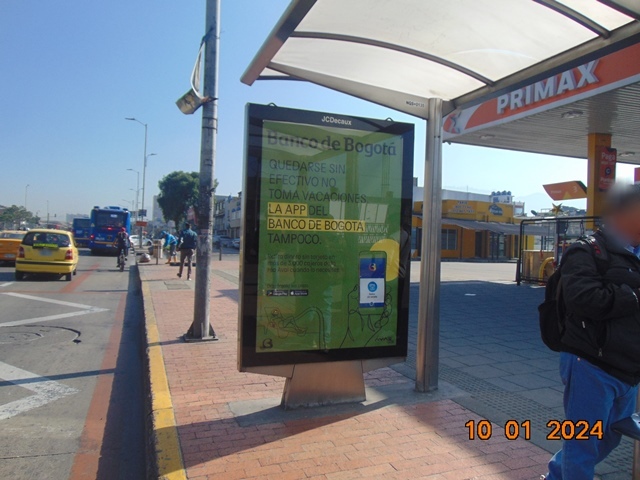 JCDecaux
Banco de Bogotá
QUEDARSE SIN
EFECTIVO NO
TOMA VACACIONES
LA APP DEL
BANCO DE BOGOTA
TAMPOCO.
PRIMAX
10 01 2024